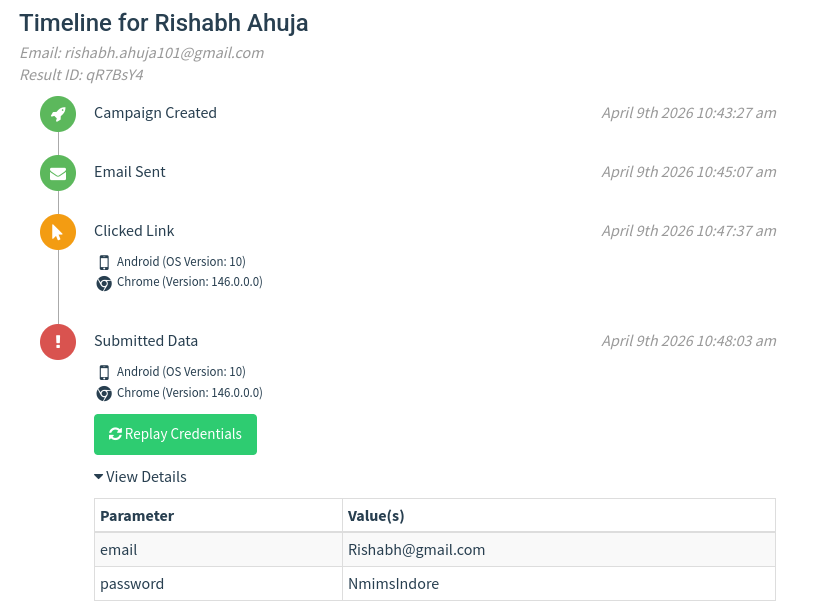 Timeline for Rishabh Ahuja
Email: rishabh.ahuja101@gmail.com
Result ID: qR7BsY4
Campaign Created April 9th 2026 10:43:27 am
Email Sent April 9th 2026 10:45:07 am
Clicked Link April 9th 2026 10:47:37 am
Android (OS Version: 10)
Chrome (Version: 146.0.0.0)
Submitted Data April 9th 2026 10:48:03 am
Android (OS Version: 10)
Chrome (Version: 146.0.0.0)
Replay Credentials
View Details
Parameter Value(s)
email Rishabh@gmail.com
password NmimsIndore